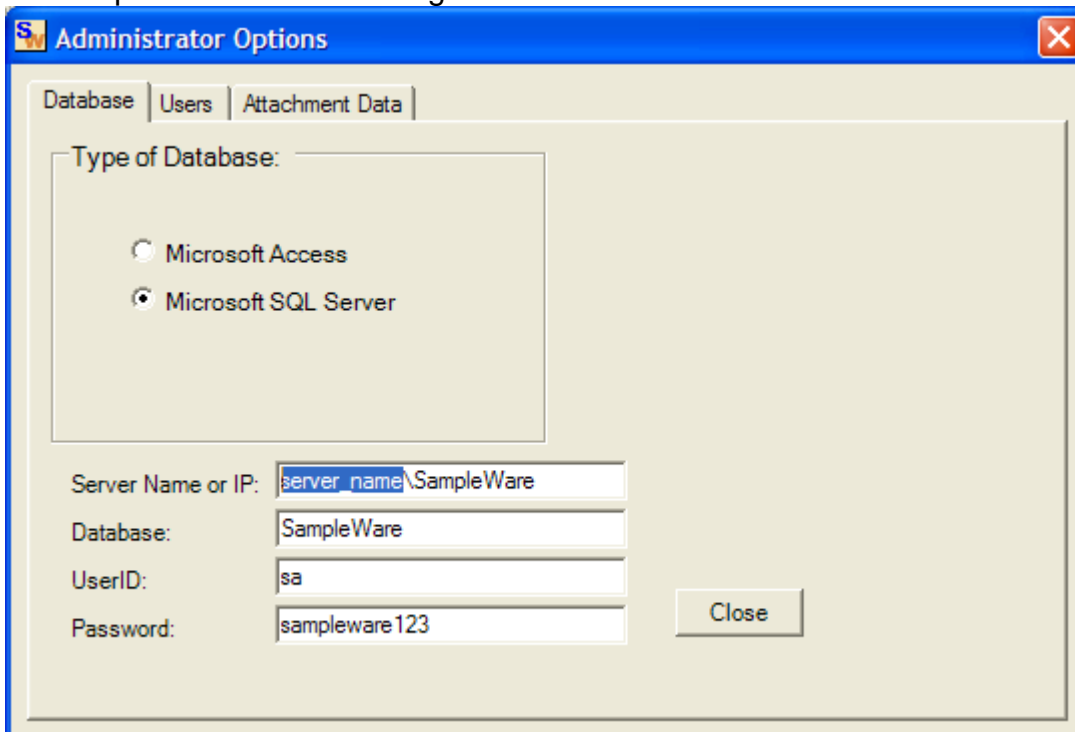 SW Administrator Options
Database Users Attachment Data
Type of Database:
Microsoft Access
Microsoft SQL Server
Server Name or IP: server_name\SampleWare
Database: SampleWare
UserID: sa
Password: sampleware123
Close